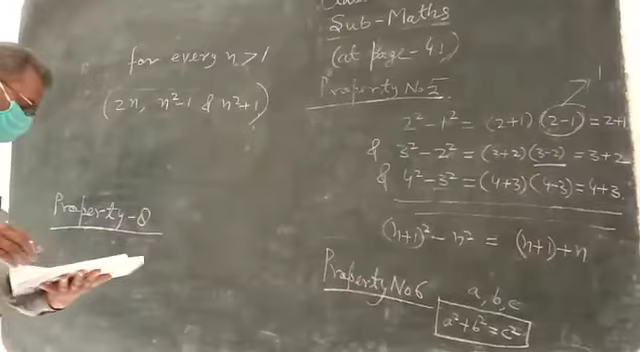 for every n > 1
(2n, n²-1 & n²+1)
Property-8
Sub-Maths
(at page-41)
Property No 5
1
2² - 1² = (2+1) (2-1) = 2+1
& 3² - 2² = (3+2) (3-2) = 3+2
& 4² - 3² = (4+3) (4-3) = 4+3
(n+1)² - n² = (n+1)+n
Property No 6
a, b, c
a² + b² = c²